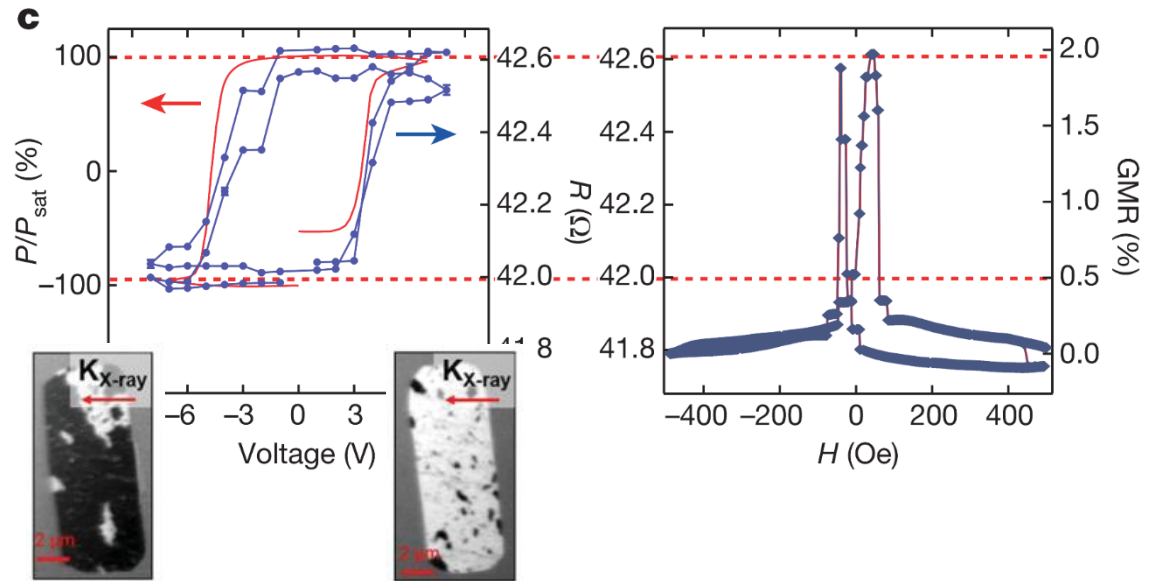 c
P/P_sat (%)
100
0
−100
42.6
42.4
42.2
42.0
41.8
R (Ω)
−6 −3 0 3
Voltage (V)
K_X-ray
2 μm
K_X-ray
2 μm
42.6
42.4
42.2
42.0
41.8
2.0
1.5
1.0
0.5
0.0
GMR (%)
−400 −200 0 200 400
H (Oe)